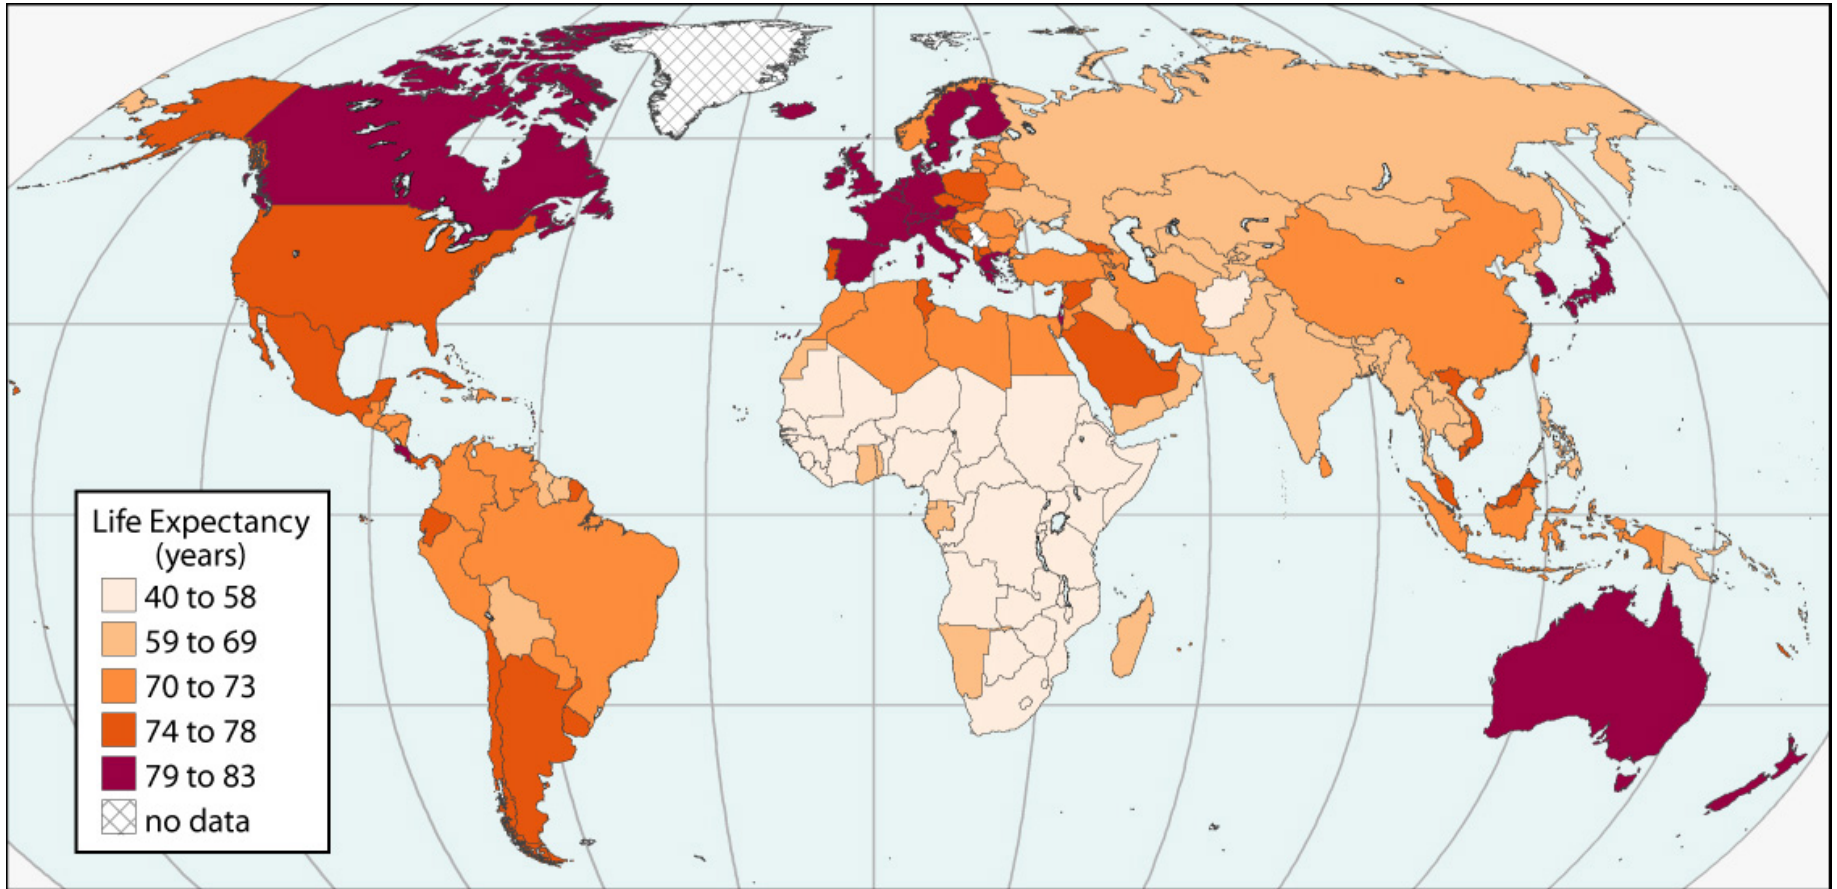 Life Expectancy
(years)
40 to 58
59 to 69
70 to 73
74 to 78
79 to 83
no data